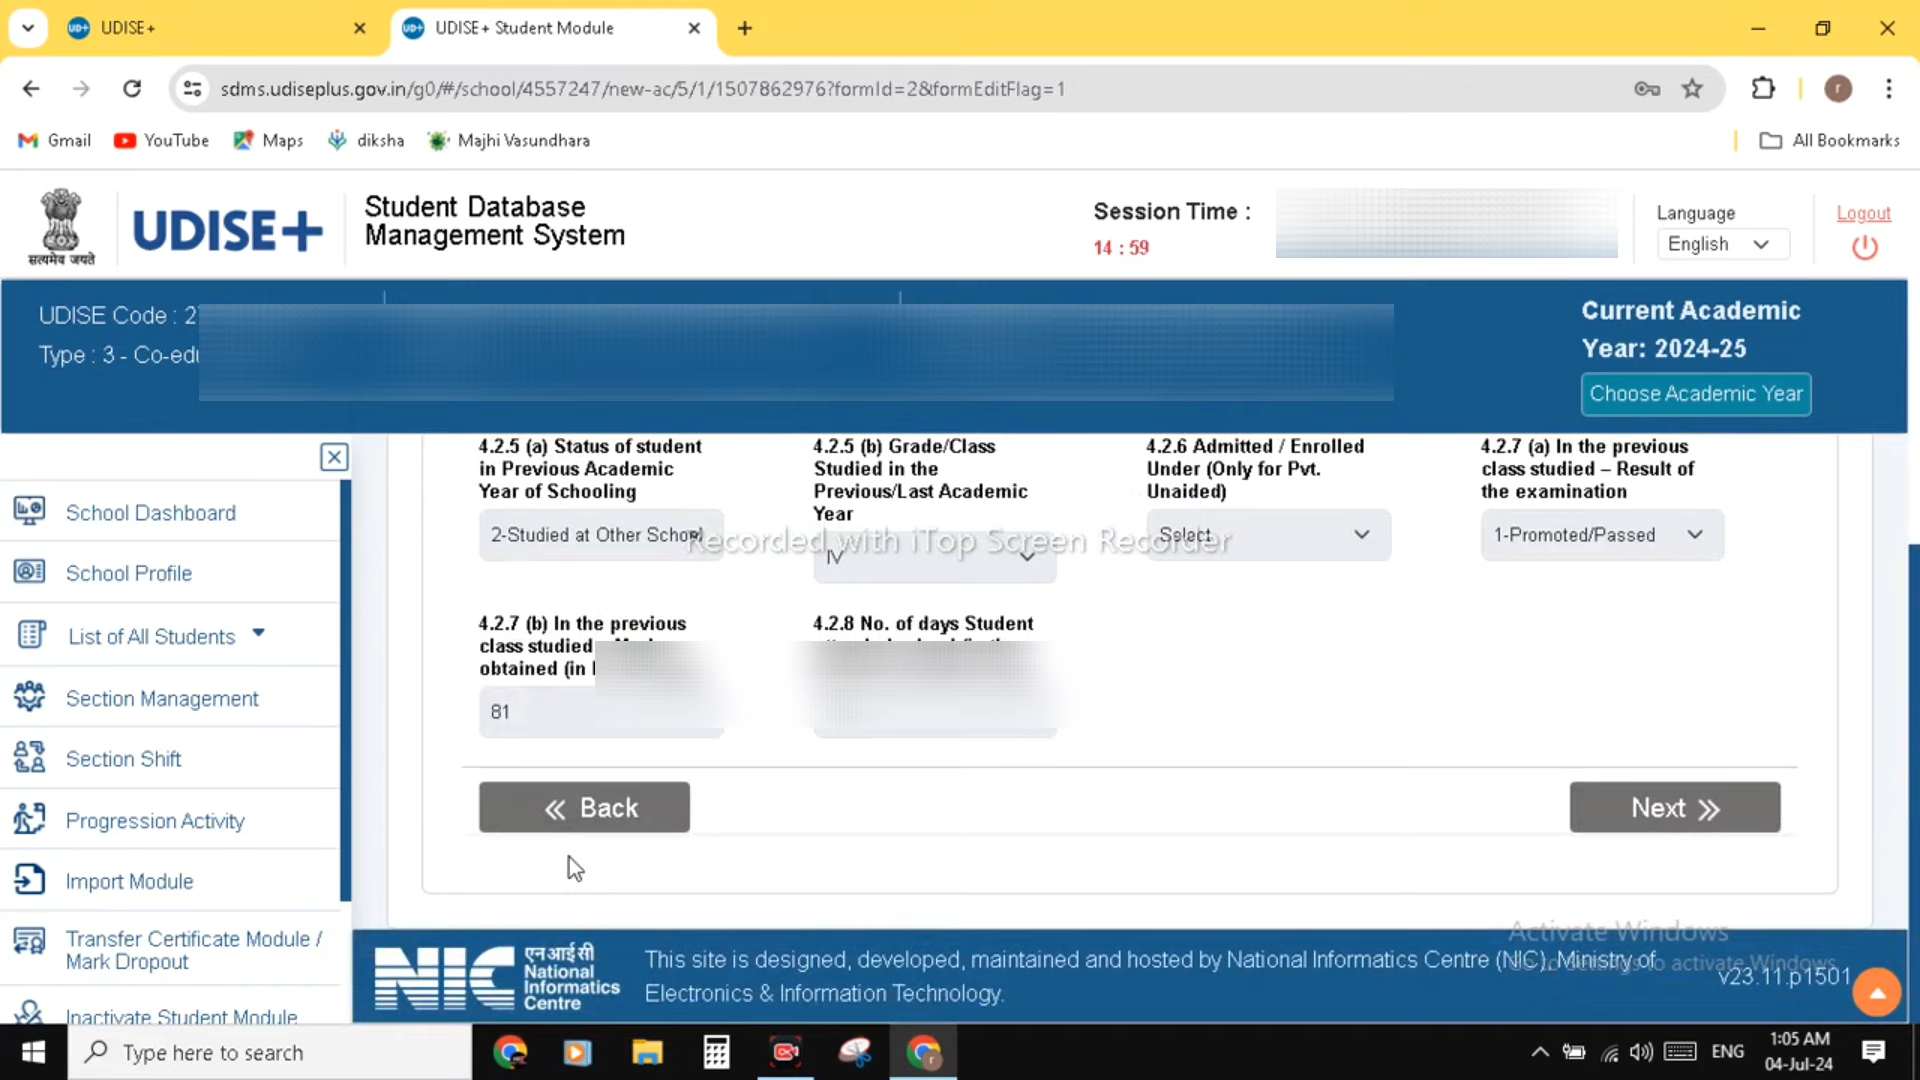 UDISE+
UDISE+ Student Module
sdms.udiseplus.gov.in/g0/#/school/4557247/new-ac/5/1/1507862976?formId=2&formEditFlag=1
Gmail
YouTube
Maps
diksha
Majhi Vasundhara
All Bookmarks
सत्यमेव जयते
UDISE+
Student Database
Management System
Session Time :
14 : 59
Language
English
Logout
UDISE Code : 2
Type : 3 - Co-edu
Current Academic
Year: 2024-25
Choose Academic Year
School Dashboard
School Profile
List of All Students
Section Management
Section Shift
Progression Activity
Import Module
Transfer Certificate Module /
Mark Dropout
Inactivate Student Module
4.2.5 (a) Status of student
in Previous Academic
Year of Schooling
2-Studied at Other School
4.2.5 (b) Grade/Class
Studied in the
Previous/Last Academic
Year
IV
4.2.6 Admitted / Enrolled
Under (Only for Pvt.
Unaided)
Select
4.2.7 (a) In the previous
class studied – Result of
the examination
1-Promoted/Passed
Recorded with iTop Screen Recorder
4.2.7 (b) In the previous
class studied
obtained (in
81
4.2.8 No. of days Student
Back
Next
NIC
एन आई सी
National
Informatics
Centre
This site is designed, developed, maintained and hosted by National Informatics Centre (NIC), Ministry of
Electronics & Information Technology.
Activate Windows
Go to Settings to activate Windows.
v23.11.p1501
Type here to search
ENG
1:05 AM
04-Jul-24